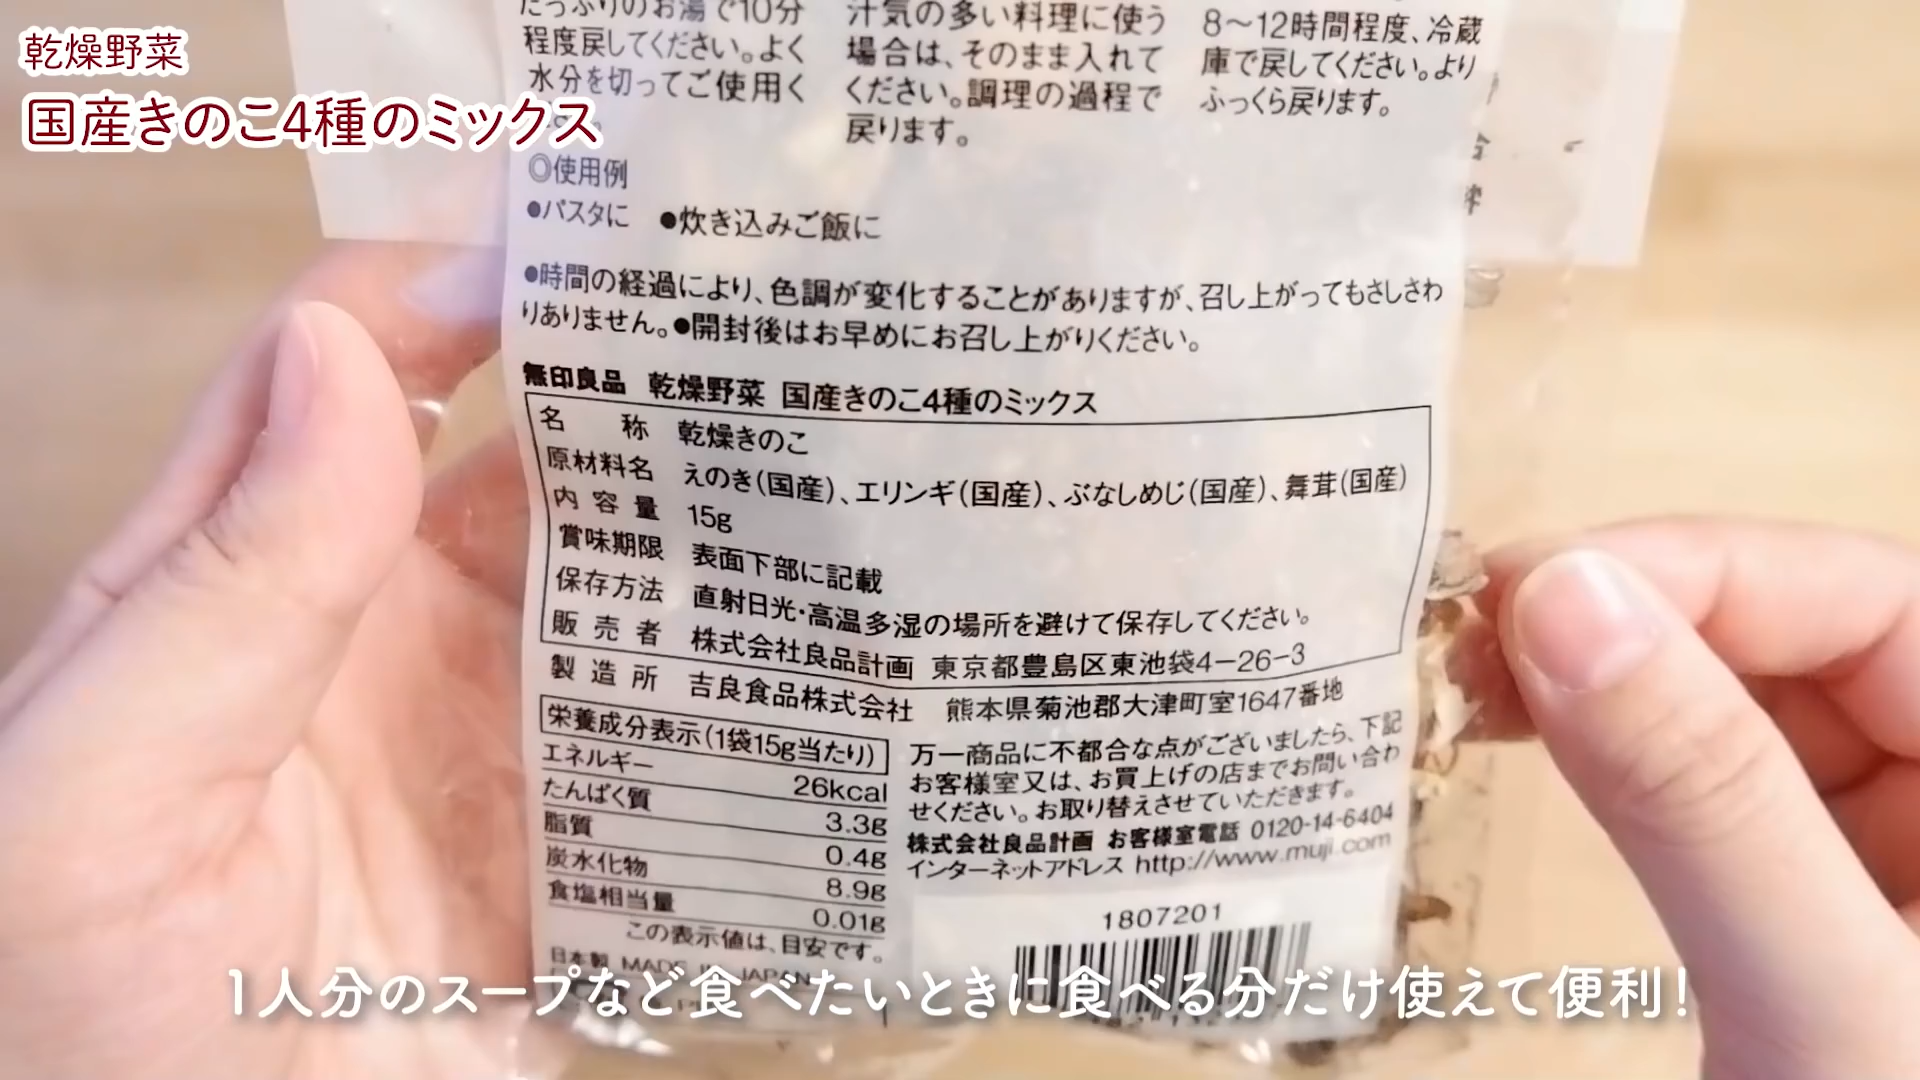 乾燥野菜
国産きのこ4種のミックス
たっぷりのお湯で10分
程度戻してください。よく
水分を切ってご使用く
汁気の多い料理に使う
場合は、そのまま入れて
ください。調理の過程で
戻ります。
8〜12時間程度、冷蔵
庫で戻してください。より
ふっくら戻ります。
◎使用例
●パスタに ●炊き込みご飯に
●時間の経過により、色調が変化することがありますが、召し上がってもさしさわ
りありません。●開封後はお早めにお召し上がりください。
無印良品 乾燥野菜 国産きのこ4種のミックス
名称 乾燥きのこ
原材料名 えのき(国産)、エリンギ(国産)、ぶなしめじ(国産)、舞茸(国産)
内容量 15g
賞味期限 表面下部に記載
保存方法 直射日光・高温多湿の場所を避けて保存してください。
販売者 株式会社良品計画 東京都豊島区東池袋4-26-3
製造所 吉良食品株式会社 熊本県菊池郡大津町室1647番地
栄養成分表示(1袋15g当たり)
エネルギー 26kcal
たんぱく質 3.3g
脂質 0.4g
炭水化物 8.9g
食塩相当量 0.01g
この表示値は、目安です。
日本製 MADE IN JAPAN
万一商品に不都合な点がございましたら、下記
お客様室又は、お買上げの店までお問い合わ
せください。お取り替えさせていただきます。
株式会社良品計画 お客様室電話 0120-14-6404
インターネットアドレス http://www.muji.com
1807201
1人分のスープなど食べたいときに食べる分だけ使えて便利!